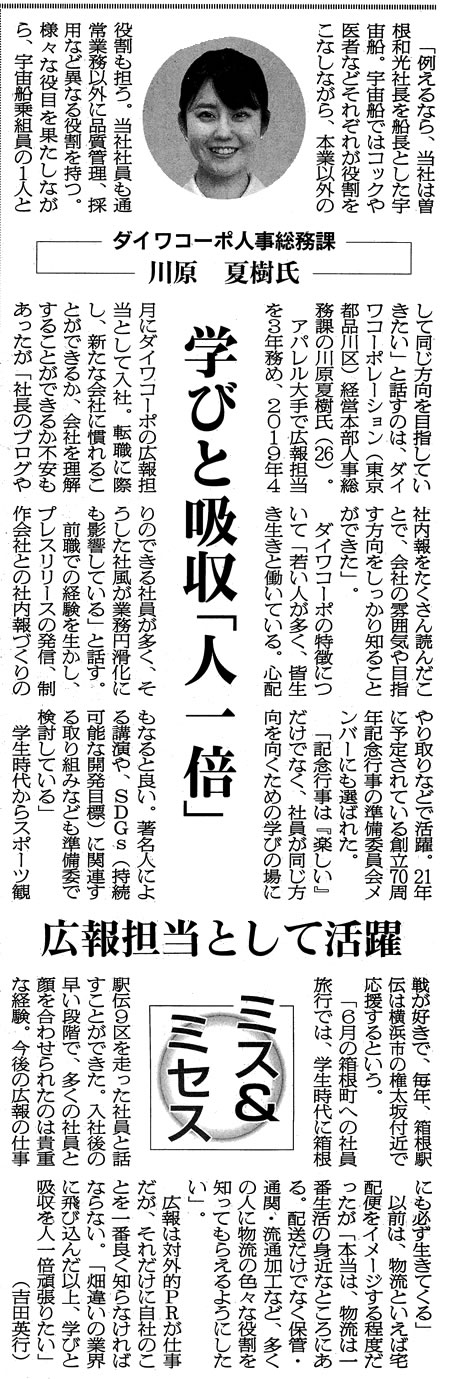 「例えるなら、当社は曽
根和光社長を船長とした宇
宙船。宇宙船ではコックや
医者などそれぞれが役割を
こなしながら、本業以外の
役割も担う。当社社員も通
常業務以外に品質管理、採
用など異なる役割を持つ。
様々な役目を果たしなが
ら、宇宙船乗組員の1人と
ダイワコーポ人事総務課
川原 夏樹氏
学びと吸収「人一倍」
して同じ方向を目指してい
きたい」と話すのは、ダイ
ワコーポレーション（東京
都品川区）経営本部人事総
務課の川原夏樹氏（26）。
アパレル大手で広報担当
を3年務め、2019年4
月にダイワコーポの広報担
当として入社。転職に際
し、新たな会社に慣れるこ
とができるか、会社を理解
することができるか不安も
あったが「社長のブログや
社内報をたくさん読んだこ
とで、会社の雰囲気や目指
す方向をしっかり知ること
ができた」。
ダイワコーポの特徴につ
いて「若い人が多く、皆生
き生きと働いている。心配
りのできる社員が多く、そ
うした社風が業務円滑化に
も影響している」と話す。
前職での経験を生かし、
プレスリリースの発信、制
作会社との社内報づくりの
やり取りなどで活躍。21年
に予定されている創立70周
年記念行事の準備委員会メ
ンバーにも選ばれた。
「記念行事は『楽しい』
だけでなく、社員が同じ方
向を向くための学びの場に
もなると良い。著名人によ
る講演や、SDGs（持続
可能な開発目標）に関連す
る取り組みなども準備委で
検討している」
学生時代からスポーツ観
広報担当として活躍
ミス&
ミセス
戦が好きで、毎年、箱根駅
伝は横浜市の権太坂付近で
応援するという。
「6月の箱根町への社員
旅行では、学生時代に箱根
駅伝9区を走った社員と話
すことができた。入社後の
早い段階で、多くの社員と
顔を合わせられたのは貴重
な経験。今後の広報の仕事
にも必ず生きてくる」
以前は、物流といえば宅
配便をイメージする程度だ
ったが「本当は、物流は一
番生活の身近なところにあ
る。配送だけでなく保管・
通関・流通加工など、多く
の人に物流の色々な役割を
知ってもらえるようにした
い」。
広報は対外的PRが仕事
だが、それだけに自社のこ
とを一番良く知らなければ
ならない。「畑違いの業界
に飛び込んだ以上、学びと
吸収を人一倍頑張りたい」
（吉田英行）